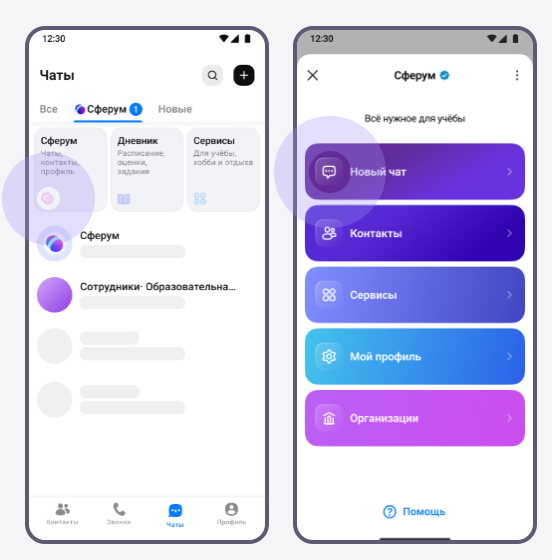 12:30
Чаты
Все Сферум 1 Новые
Сферум
Чаты,
контакты,
профиль
Дневник
Расписание,
оценки,
задания
Сервисы
Для учёбы,
хобби и отдыха
Сферум
Сотрудники· Образовательна...
Контакты Звонки Чаты Профиль
12:30
Сферум
Всё нужное для учёбы
Новый чат
Контакты
Сервисы
Мой профиль
Организации
Помощь